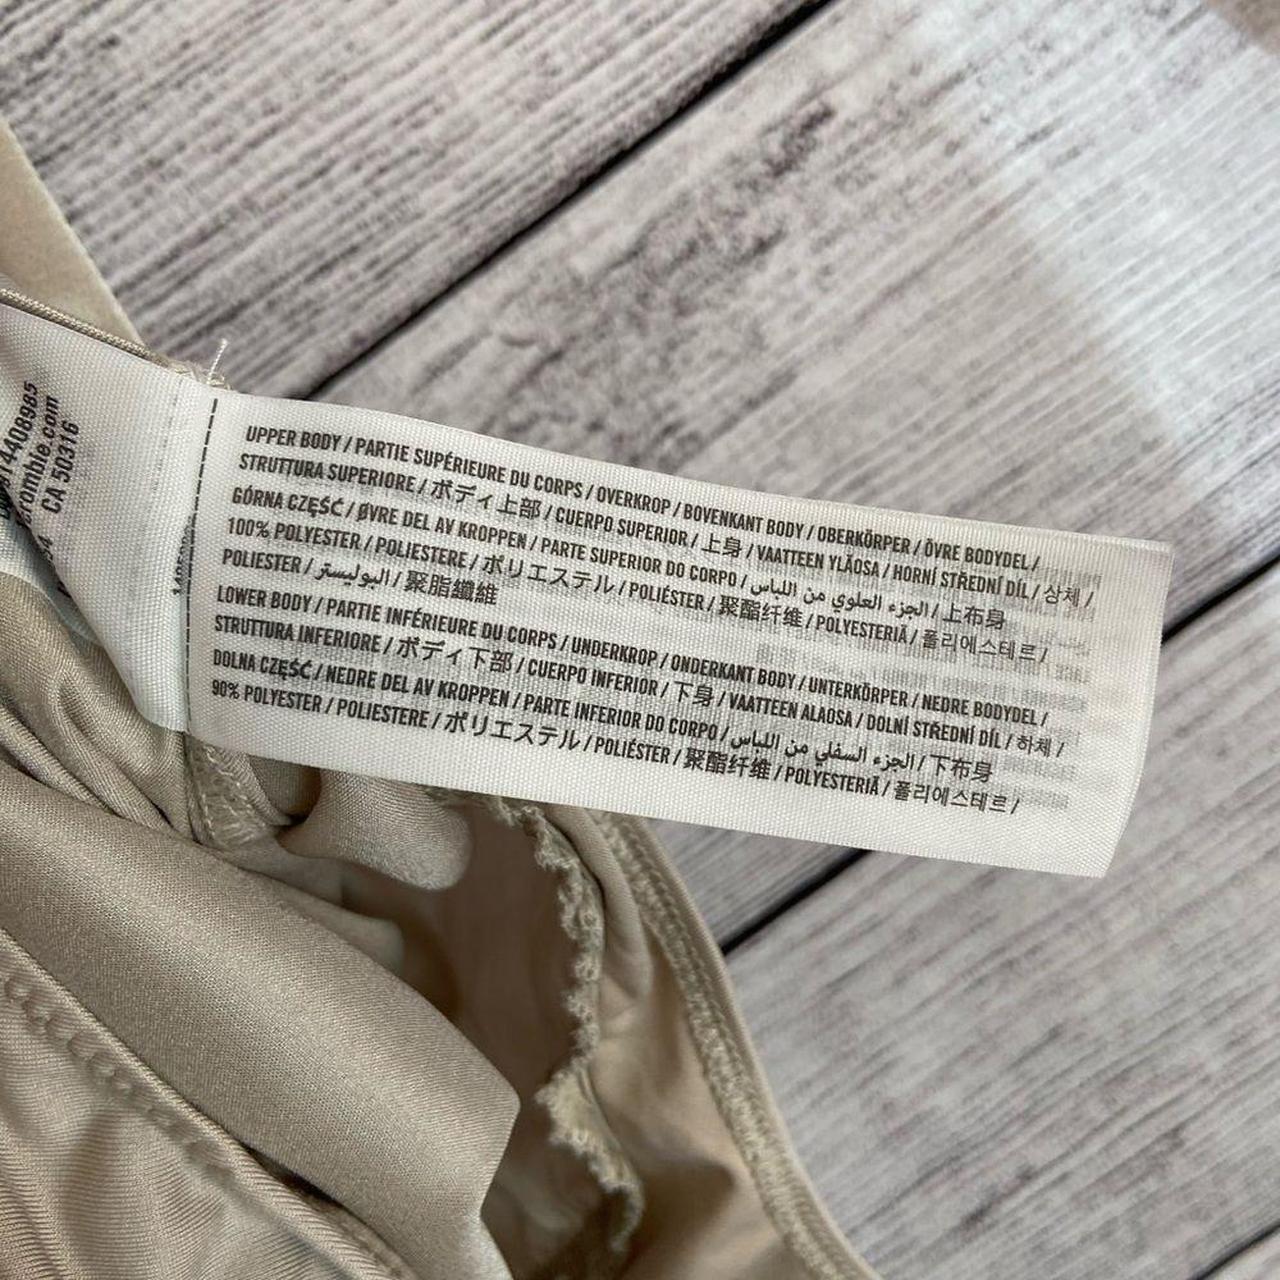 14408985
crombie.com
CA 50316
UPPER BODY / PARTIE SUPÉRIEURE DU CORPS / OVERKROP / BOVENKANT BODY / OBERKÖRPER / ÖVRE BODYDEL /
STRUTTURA SUPERIORE / ボディ上部 / CUERPO SUPERIOR / 上身 / VAATTEEN YLÄOSA / HORNÍ STŘEDNÍ DÍL / 상체 /
GÓRNA CZĘŚĆ / ØVRE DEL AV KROPPEN / PARTE SUPERIOR DO CORPO / الجزء العلوي من اللباس / 上布身
100% POLYESTER / POLIESTERE / ポリエステル / POLIÉSTER / 聚酯纤维 / POLYESTERIÄ / 폴리에스테르 /
POLIESTER / البوليستر / 聚脂纖維
LOWER BODY / PARTIE INFÉRIEURE DU CORPS / UNDERKROP / ONDERKANT BODY / UNTERKÖRPER / NEDRE BODYDEL /
STRUTTURA INFERIORE / ボディ下部 / CUERPO INFERIOR / 下身 / VAATTEEN ALAOSA / DOLNÍ STŘEDNÍ DÍL / 하체 /
DOLNA CZĘŚĆ / NEDRE DEL AV KROPPEN / PARTE INFERIOR DO CORPO / الجزء السفلي من اللباس / 下布身
90% POLYESTER / POLIESTERE / ポリエステル / POLIÉSTER / 聚酯纤维 / POLYESTERIÄ / 폴리에스테르 /